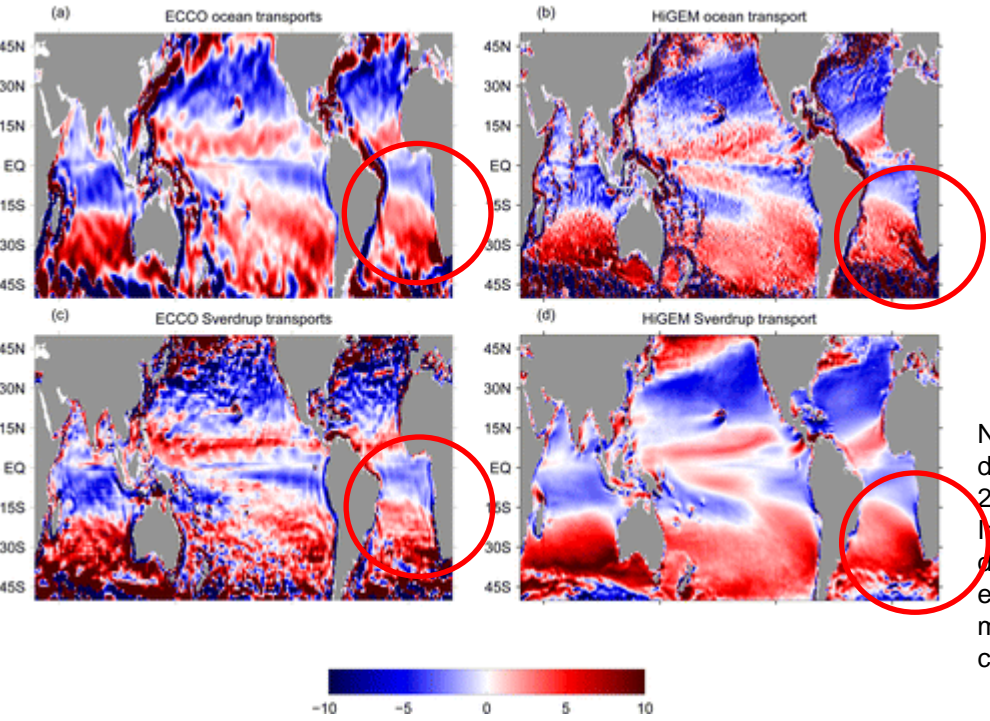 (a) ECCO ocean transports
(b) HiGEM ocean transport
45N
30N
15N
EQ
15S
30S
45S
45N
30N
15N
EQ
15S
30S
45S
(c) ECCO Sverdrup transports
(d) HiGEM Sverdrup transport
45N
30N
15N
EQ
15S
30S
45S
45N
30N
15N
EQ
15S
30S
45S
N
d
2
d
e
m
c
−10 −5 0 5 10